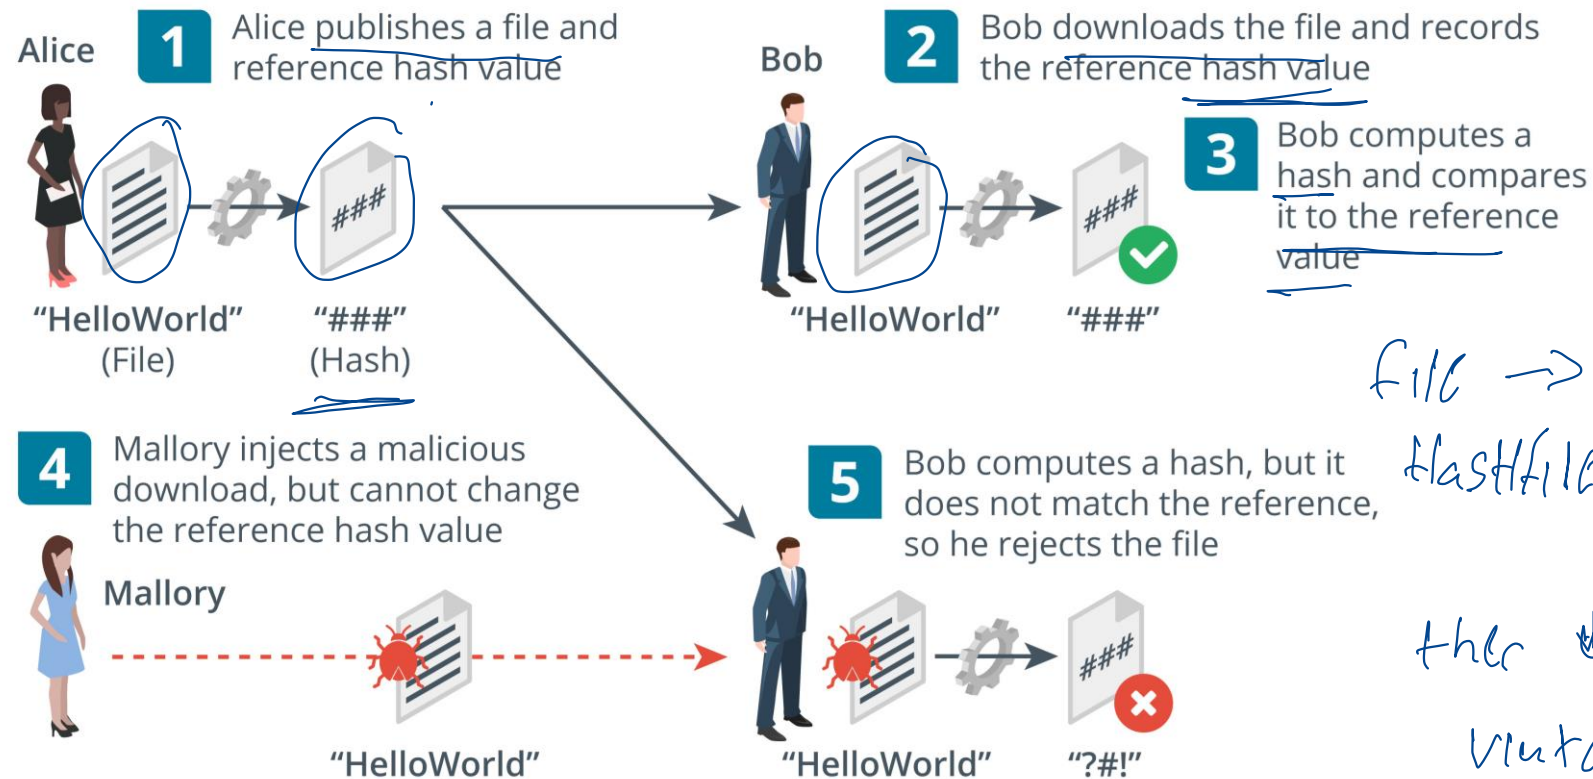 Alice
1
Alice publishes a file and
reference hash value
Bob
2
Bob downloads the file and records
the reference hash value
3
Bob computes a
hash and compares
it to the reference
value
###
###
“HelloWorld”
(File)
“###”
(Hash)
“HelloWorld”
“###”
File →
4
Mallory injects a malicious
download, but cannot change
the reference hash value
Mallory
5
Bob computes a hash, but it
does not match the reference,
so he rejects the file
###
“HelloWorld”
“HelloWorld”
“?#!”